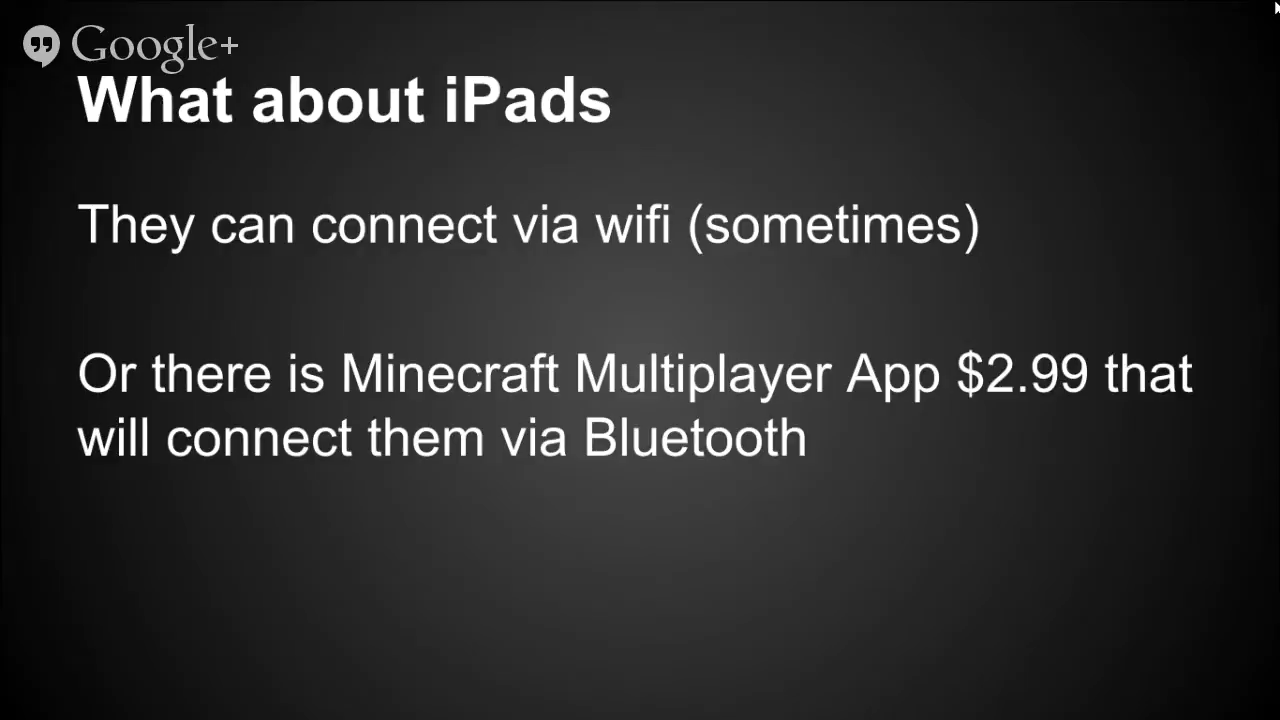 Google+
What about iPads
They can connect via wifi (sometimes)
Or there is Minecraft Multiplayer App $2.99 that
will connect them via Bluetooth